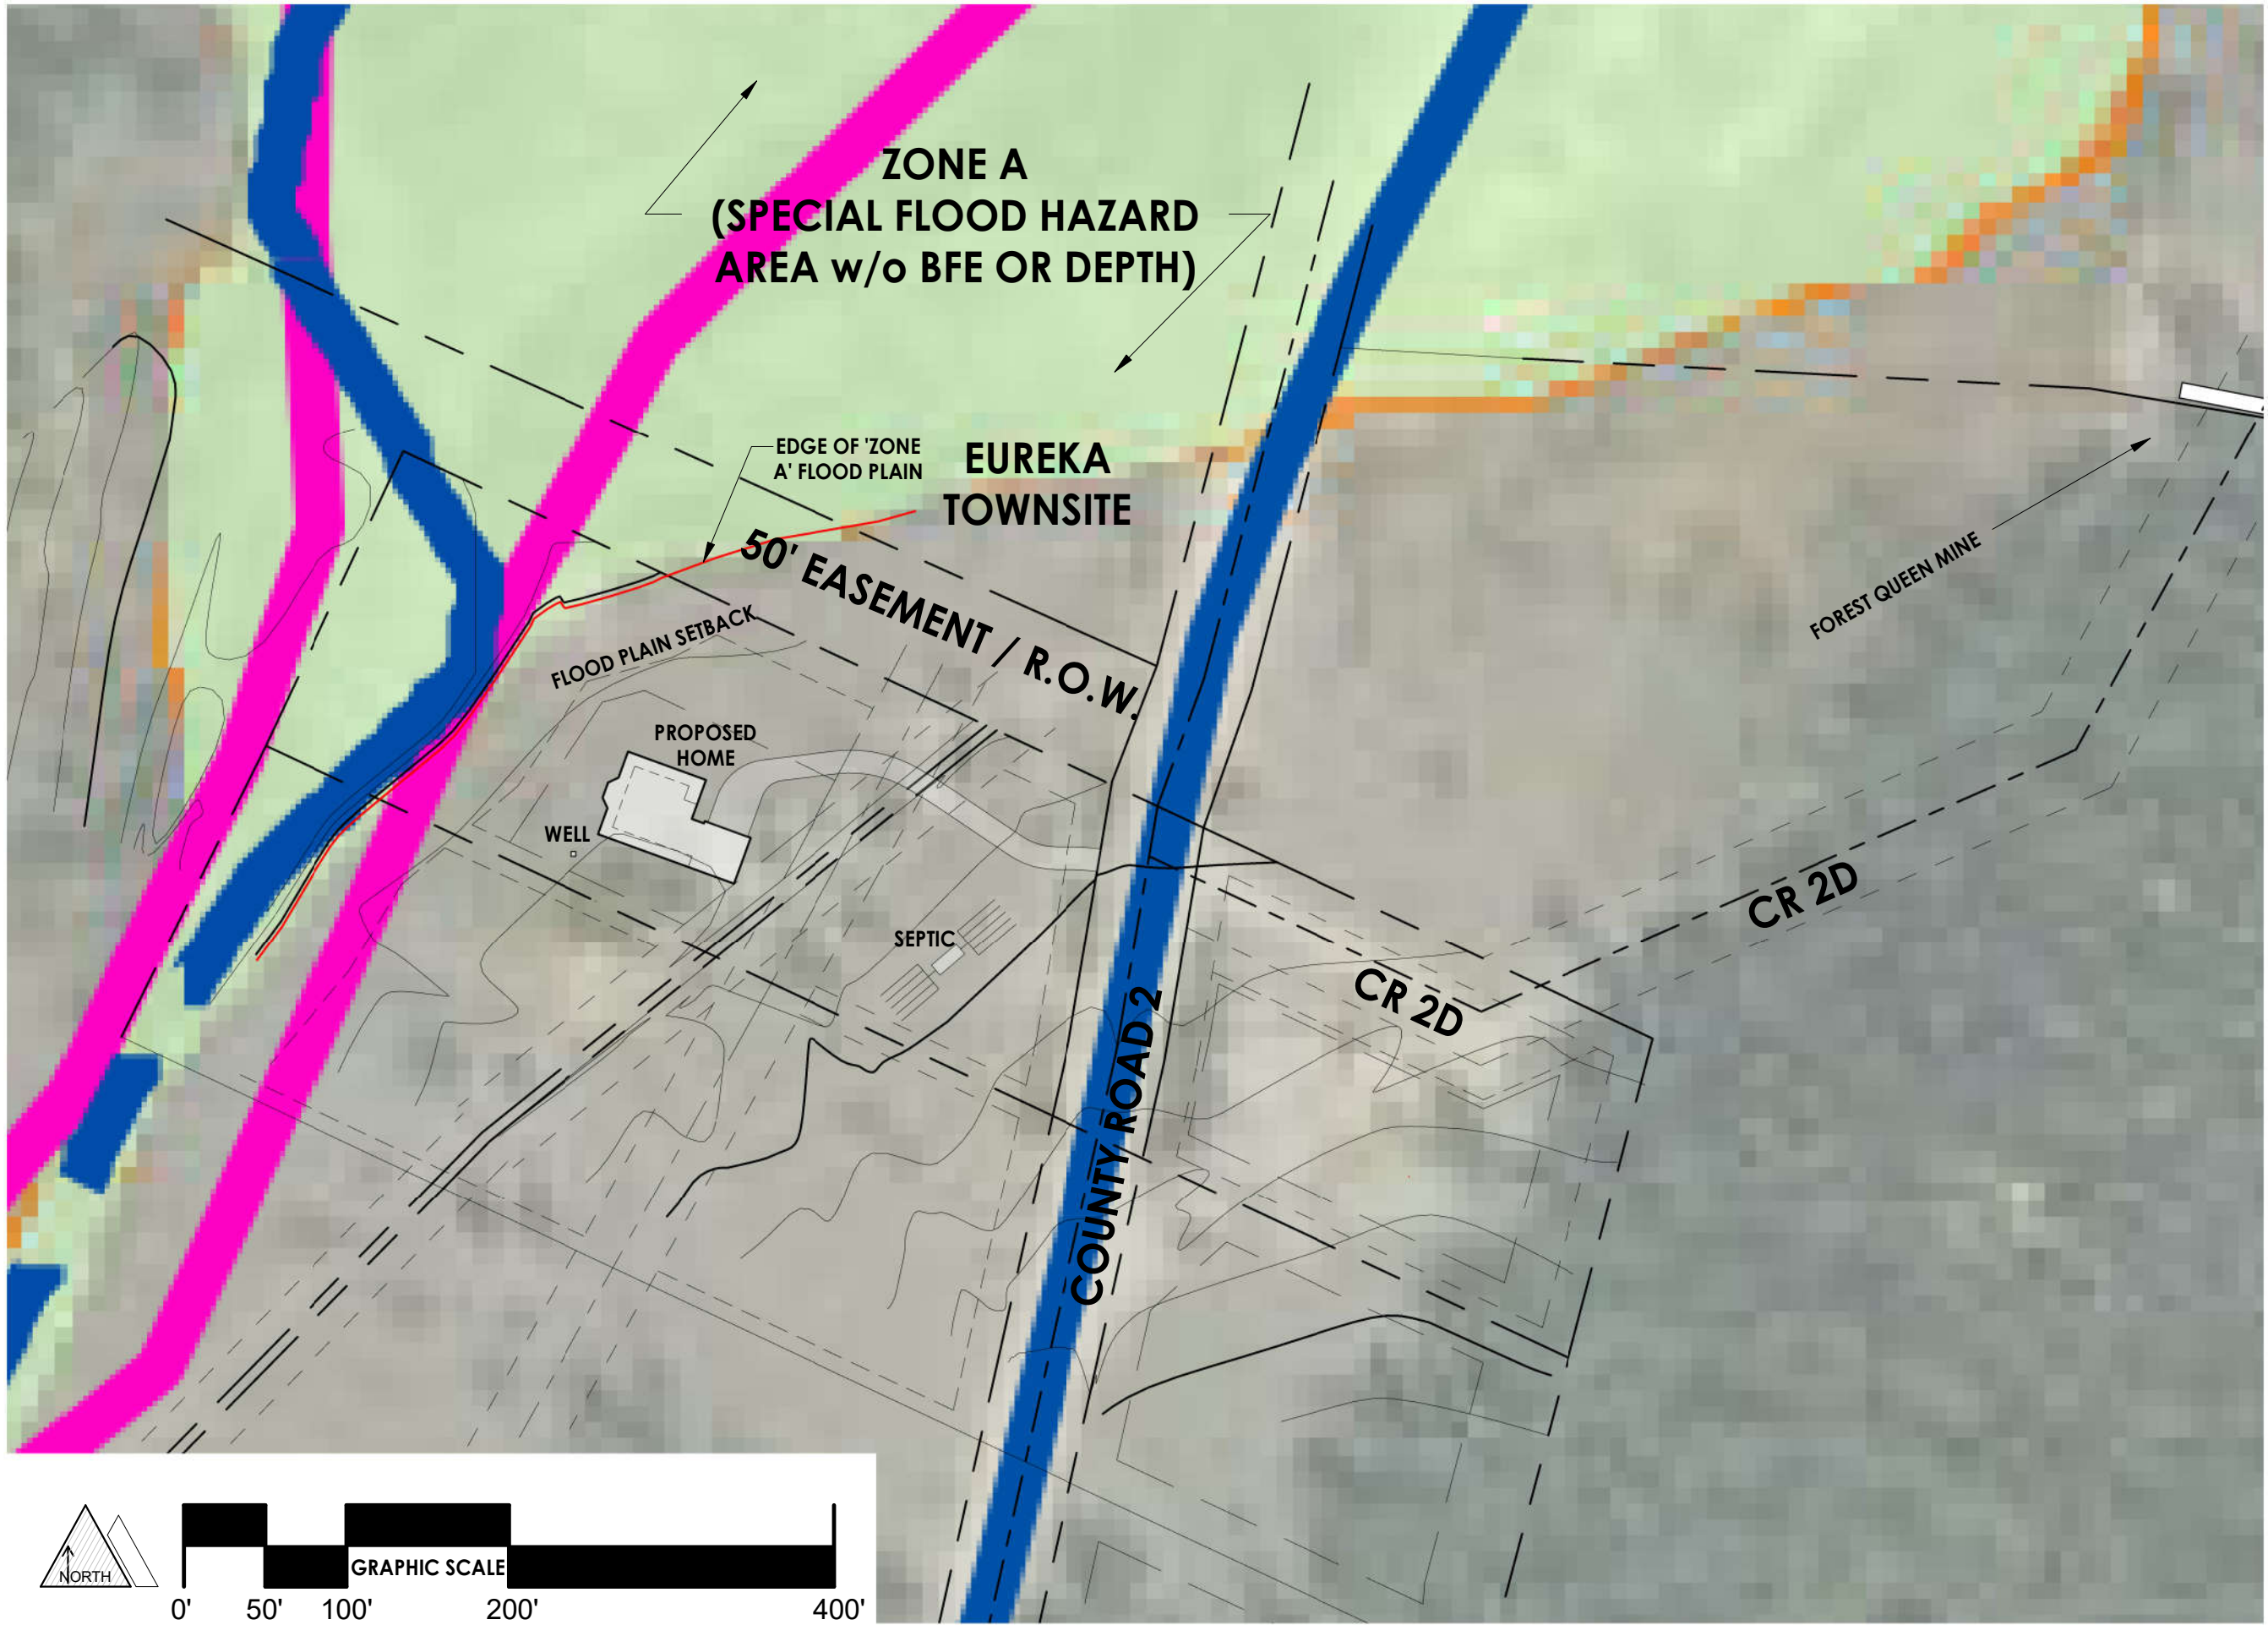 ZONE A
(SPECIAL FLOOD HAZARD
AREA w/o BFE OR DEPTH)
EDGE OF 'ZONE
A' FLOOD PLAIN
EUREKA
TOWNSITE
50' EASEMENT / R.O.W.
FOREST QUEEN MINE
FLOOD PLAIN SETBACK
PROPOSED
HOME
WELL
SEPTIC
CR 2D
CR 2D
COUNTY ROAD 2
NORTH
GRAPHIC SCALE
0' 50' 100' 200' 400'